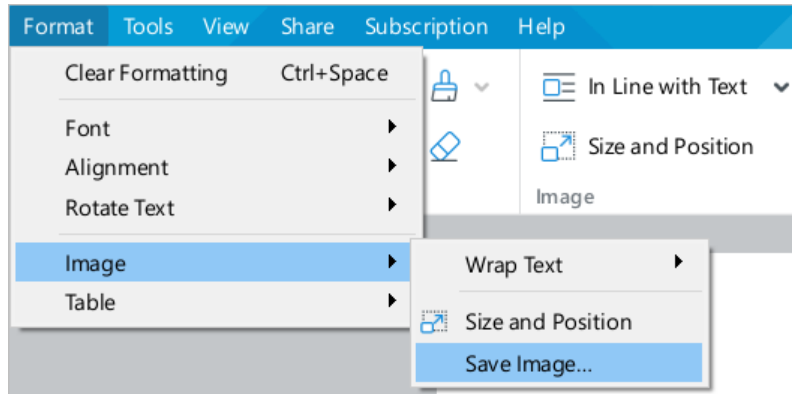 Format Tools View Share Subscription Help
Clear Formatting Ctrl+Space
In Line with Text
Font
Size and Position
Alignment
Rotate Text
Image
Image
Wrap Text
Table
Size and Position
Save Image...